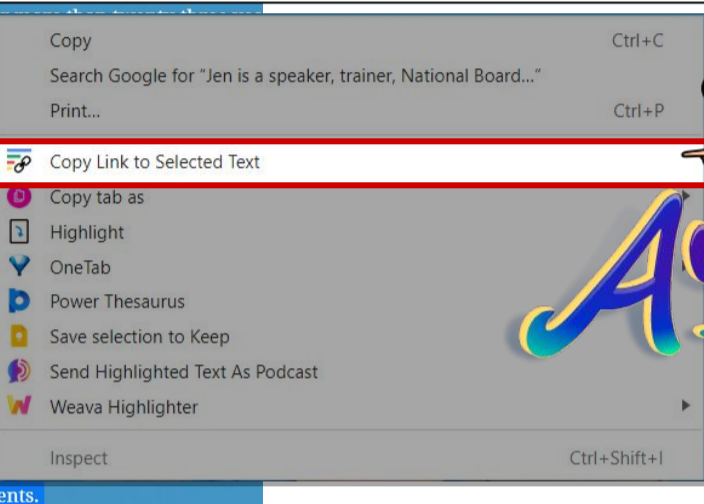 Copy Ctrl+C
Search Google for “Jen is a speaker, trainer, National Board...”
Print... Ctrl+P
Copy Link to Selected Text
Copy tab as
Highlight
OneTab
Power Thesaurus
Save selection to Keep
Send Highlighted Text As Podcast
Weava Highlighter
Inspect Ctrl+Shift+I
ents.